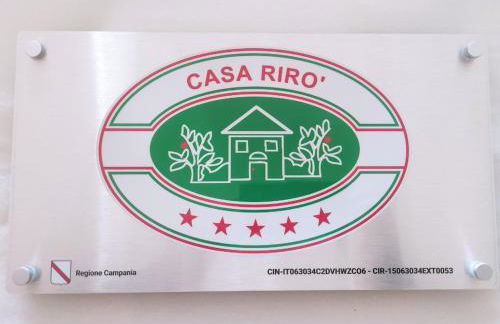 CASA RIRO'
Regione Campania
CIN-IT063034C2DVHWZCO6 - CIR-15063034EXT0053